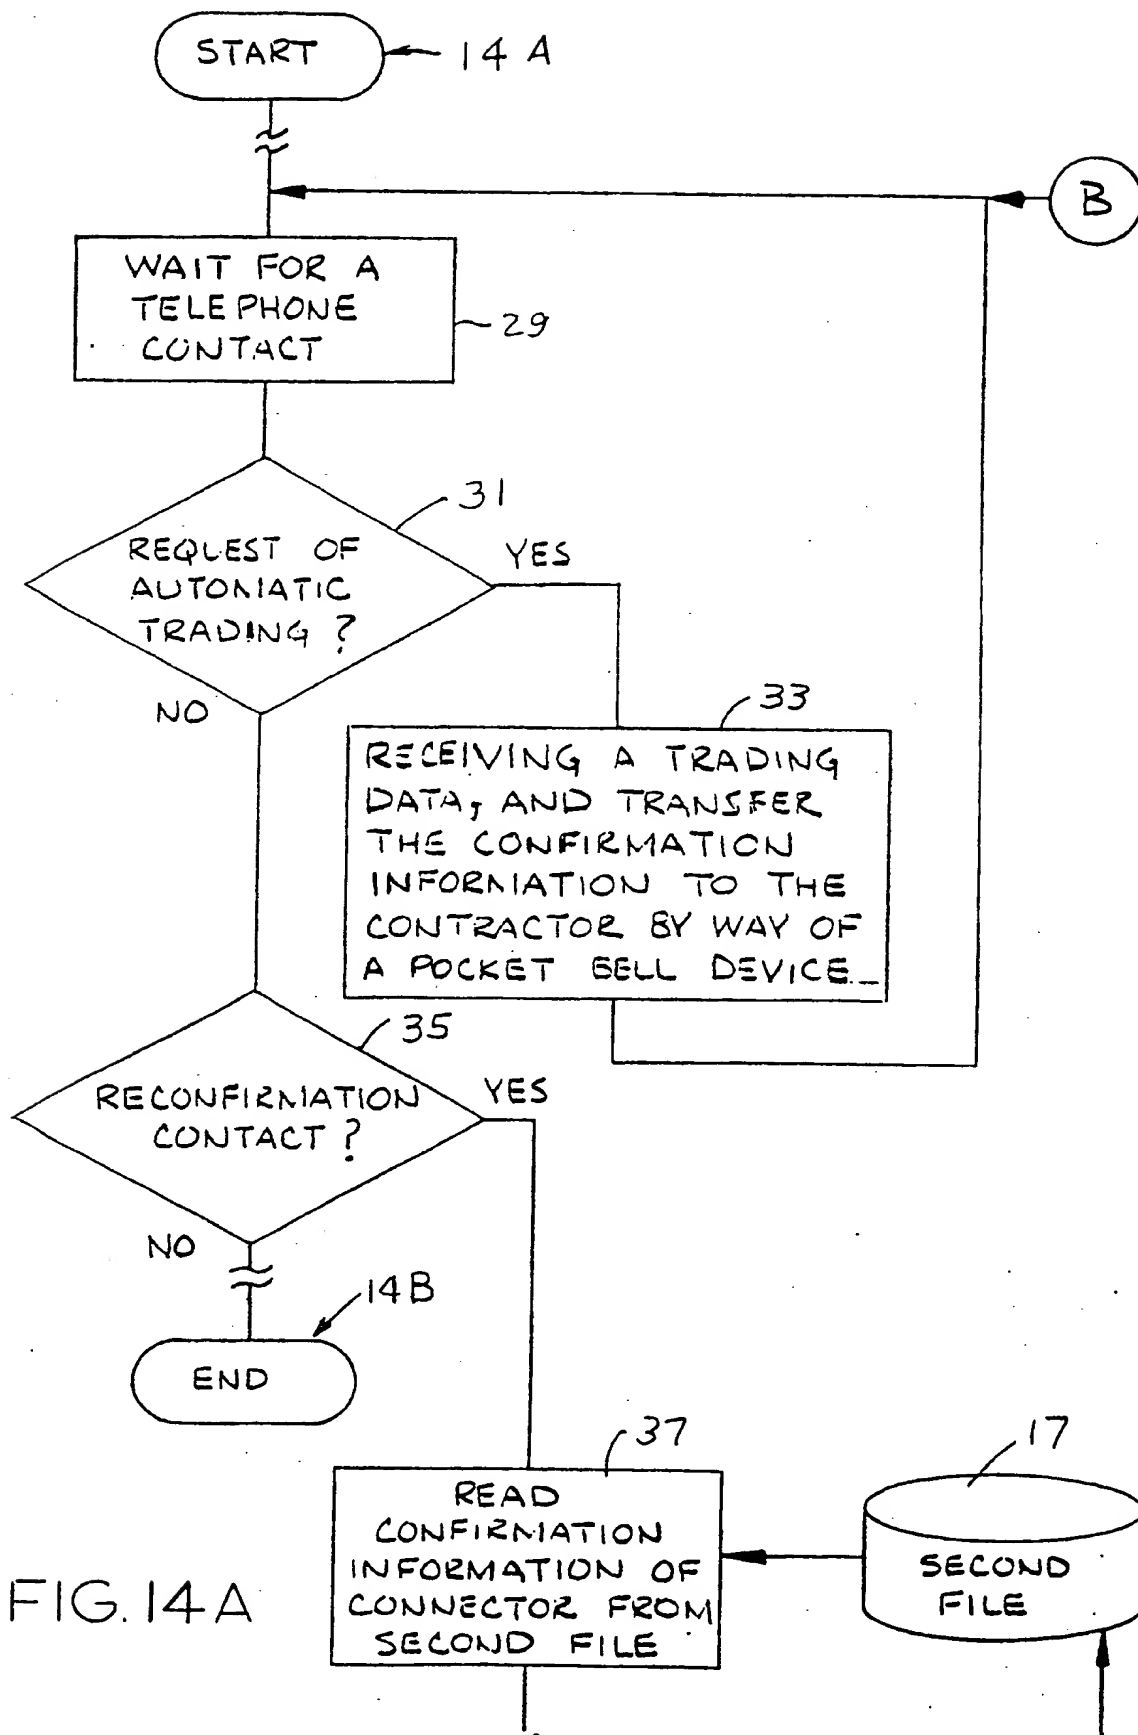 START
14 A
B
WAIT FOR A
TELEPHONE
CONTACT
29
31
REQUEST OF
AUTOMATIC
TRADING ?
YES
NO
33
RECEIVING A TRADING
DATA, AND TRANSFER
THE CONFIRMATION
INFORMATION TO THE
CONTRACTOR BY WAY OF
A POCKET BELL DEVICE
35
RECONFIRMATION
CONTACT ?
YES
NO
14B
END
37
READ
CONFIRMATION
INFORMATION OF
CONNECTOR FROM
SECOND FILE
17
SECOND
FILE
FIG. 14A